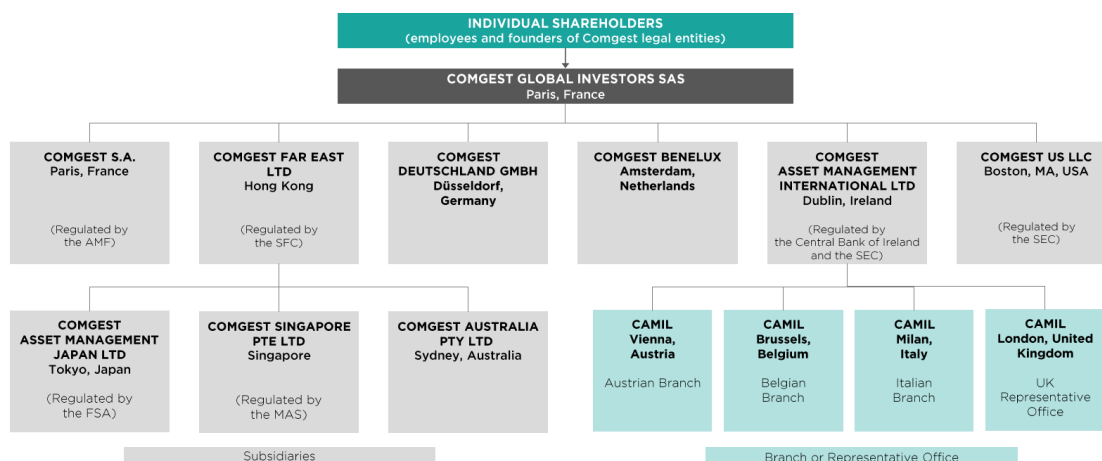 INDIVIDUAL SHAREHOLDERS
(employees and founders of Comgest legal entities)
COMGEST GLOBAL INVESTORS SAS
Paris, France
COMGEST S.A.
Paris, France
(Regulated by
the AMF)
COMGEST FAR EAST
LTD
Hong Kong
(Regulated by
the SFC)
COMGEST
DEUTSCHLAND GMBH
Düsseldorf,
Germany
COMGEST BENELUX
Amsterdam,
Netherlands
COMGEST
ASSET MANAGEMENT
INTERNATIONAL LTD
Dublin, Ireland
(Regulated by
the Central Bank of Ireland
and the SEC)
COMGEST US LLC
Boston, MA, USA
(Regulated by
the SEC)
COMGEST
ASSET MANAGEMENT
JAPAN LTD
Tokyo, Japan
(Regulated by
the FSA)
COMGEST SINGAPORE
PTE LTD
Singapore
(Regulated by
the MAS)
COMGEST AUSTRALIA
PTY LTD
Sydney, Australia
CAMIL
Vienna,
Austria
Austrian Branch
CAMIL
Brussels,
Belgium
Belgian
Branch
CAMIL
Milan,
Italy
Italian
Branch
CAMIL
London, United
Kingdom
UK
Representative
Office
Subsidiaries
Branch or Representative Office